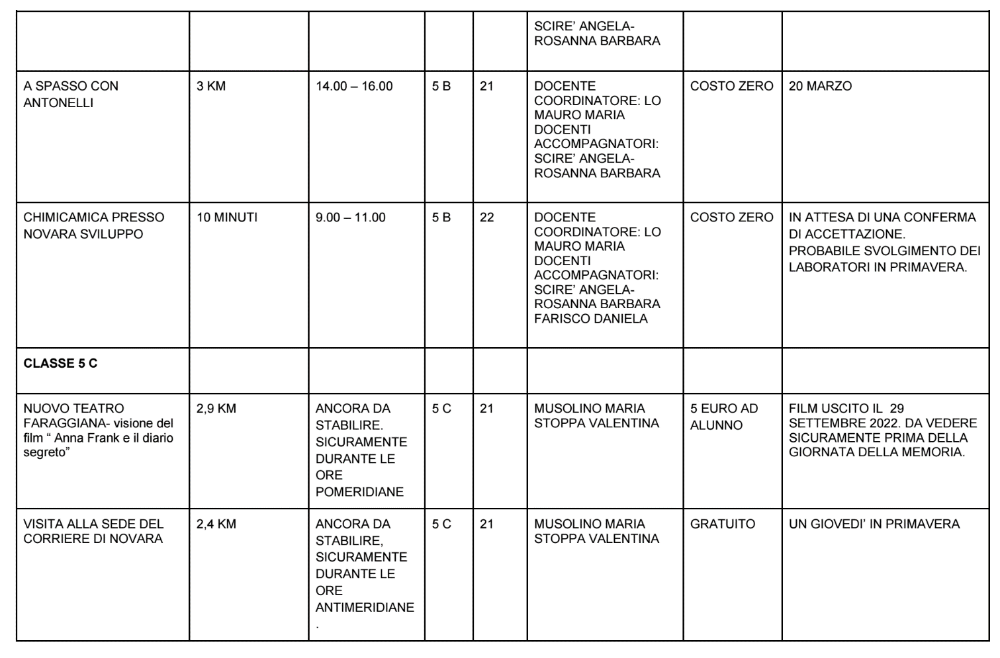 SCIRE’ ANGELA-
ROSANNA BARBARA
A SPASSO CON
ANTONELLI
3 KM
14.00 – 16.00
5 B
21
DOCENTE
COORDINATORE: LO
MAURO MARIA
DOCENTI
ACCOMPAGNATORI:
SCIRE’ ANGELA-
ROSANNA BARBARA
COSTO ZERO
20 MARZO
CHIMICAMICA PRESSO
NOVARA SVILUPPO
10 MINUTI
9.00 – 11.00
5 B
22
DOCENTE
COORDINATORE: LO
MAURO MARIA
DOCENTI
ACCOMPAGNATORI:
SCIRE’ ANGELA-
ROSANNA BARBARA
FARISCO DANIELA
COSTO ZERO
IN ATTESA DI UNA CONFERMA
DI ACCETTAZIONE.
PROBABILE SVOLGIMENTO DEI
LABORATORI IN PRIMAVERA.
CLASSE 5 C
NUOVO TEATRO
FARAGGIANA- visione del
film “ Anna Frank e il diario
segreto”
2,9 KM
ANCORA DA
STABILIRE.
SICURAMENTE
DURANTE LE
ORE
POMERIDIANE
5 C
21
MUSOLINO MARIA
STOPPA VALENTINA
5 EURO AD
ALUNNO
FILM USCITO IL  29
SETTEMBRE 2022. DA VEDERE
SICURAMENTE PRIMA DELLA
GIORNATA DELLA MEMORIA.
VISITA ALLA SEDE DEL
CORRIERE DI NOVARA
2,4 KM
ANCORA DA
STABILIRE,
SICURAMENTE
DURANTE LE
ORE
ANTIMERIDIANE
.
5 C
21
MUSOLINO MARIA
STOPPA VALENTINA
GRATUITO
UN GIOVEDI’ IN PRIMAVERA